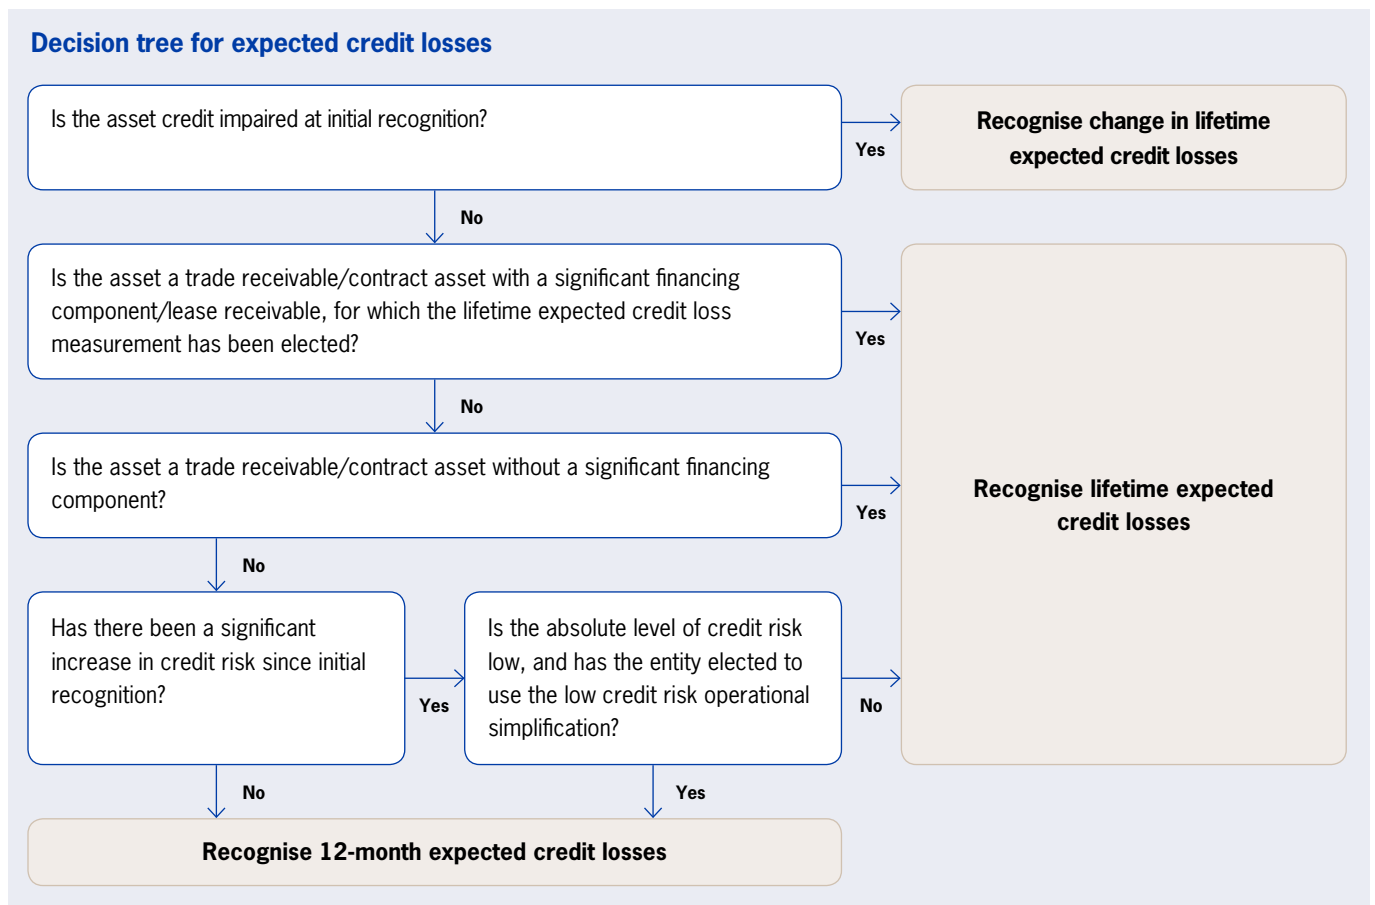 Decision tree for expected credit losses
Is the asset credit impaired at initial recognition?
Yes
Recognise change in lifetime
expected credit losses
No
Is the asset a trade receivable/contract asset with a significant financing
component/lease receivable, for which the lifetime expected credit loss
measurement has been elected?
Yes
No
Is the asset a trade receivable/contract asset without a significant financing
component?
Yes
Recognise lifetime expected
credit losses
No
Has there been a significant
increase in credit risk since initial
recognition?
Yes
Is the absolute level of credit risk
low, and has the entity elected to
use the low credit risk operational
simplification?
No
No
Yes
Recognise 12-month expected credit losses